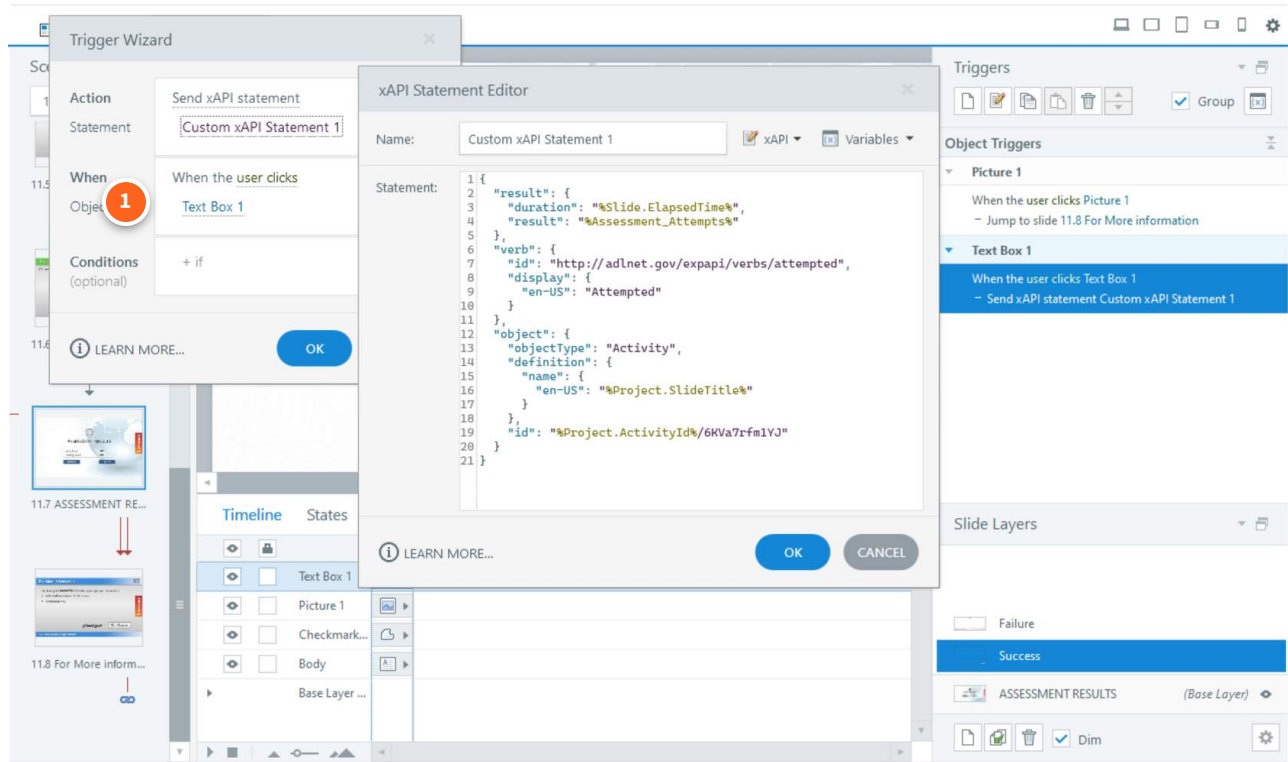 Trigger Wizard
Action
Send xAPI statement
Statement
Custom xAPI Statement 1
When
When the user clicks
1
Text Box 1
Conditions
+ if
(optional)
LEARN MORE...
OK
xAPI Statement Editor
Name:
Custom xAPI Statement 1
xAPI
Variables
Statement:
1 {
2 "result": {
3 "duration": "%Slide.ElapsedTime%",
4 "result": "%Assessment_Attempts%"
5 },
6 "verb": {
7 "id": "http://adlnet.gov/expapi/verbs/attempted",
8 "display": {
9 "en-US": "Attempted"
10 }
11 },
12 "object": {
13 "objectType": "Activity",
14 "definition": {
15 "name": {
16 "en-US": "%Project.SlideTitle%"
17 }
18 },
19 "id": "%Project.ActivityId%/6KVa7rfm1YJ"
20 }
21 }
LEARN MORE...
OK
CANCEL
11.7 ASSESSMENT RE...
11.8 For More inform...
Timeline States
Text Box 1
Picture 1
Checkmark...
Body
Base Layer ...
Triggers
Group
Object Triggers
Picture 1
When the user clicks Picture 1
- Jump to slide 11.8 For More information
Text Box 1
When the user clicks Text Box 1
- Send xAPI statement Custom xAPI Statement 1
Slide Layers
Failure
Success
ASSESSMENT RESULTS (Base Layer)
Dim